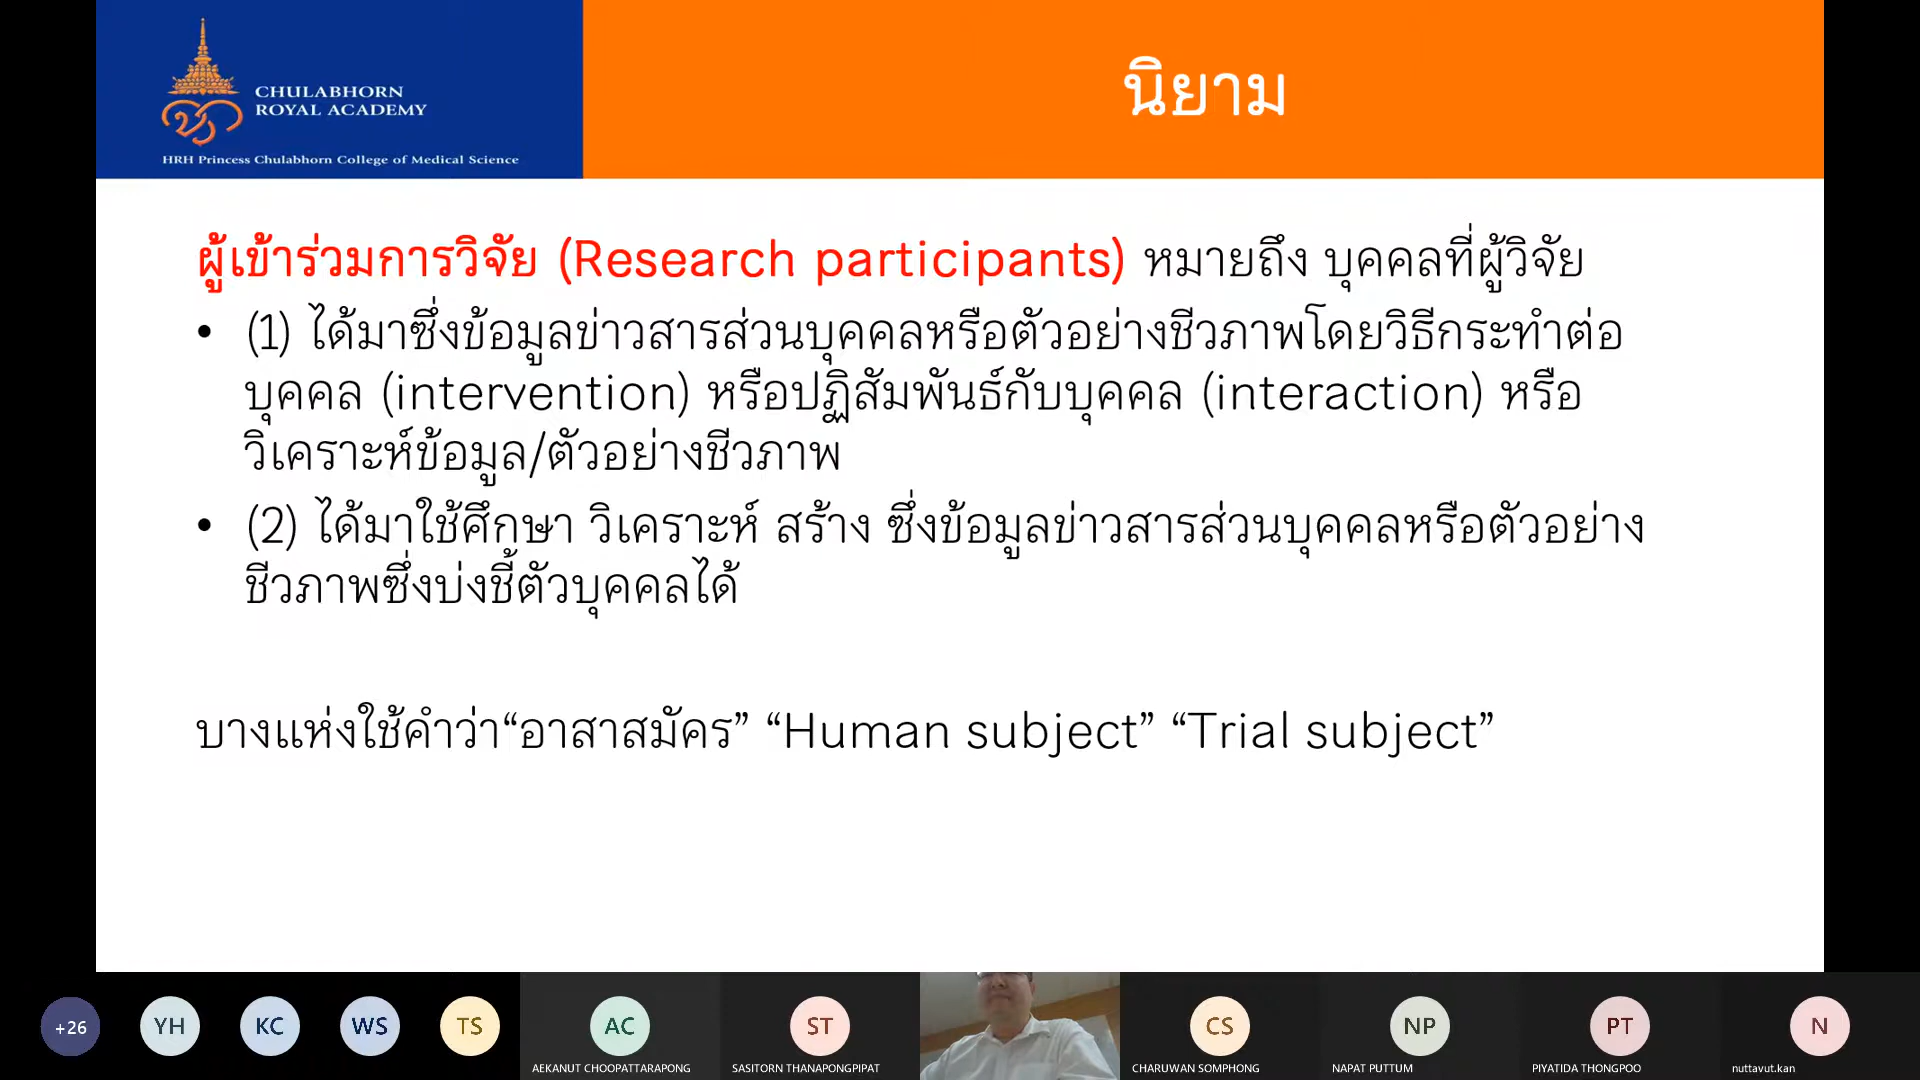 CHULABHORN
ROYAL ACADEMY
HRH Princess Chulabhorn College of Medical Science
นิยาม
ผู้เข้าร่วมการวิจัย (Research participants) หมายถึง บุคคลที่ผู้วิจัย
• (1) ได้มาซึ่งข้อมูลข่าวสารส่วนบุคคลหรือตัวอย่างชีวภาพโดยวิธีกระทำต่อ
บุคคล (intervention) หรือปฏิสัมพันธ์กับบุคคล (interaction) หรือ
วิเคราะห์ข้อมูล/ตัวอย่างชีวภาพ
• (2) ได้มาใช้ศึกษา วิเคราะห์ สร้าง ซึ่งข้อมูลข่าวสารส่วนบุคคลหรือตัวอย่าง
ชีวภาพซึ่งบ่งชี้ตัวบุคคลได้
บางแห่งใช้คำว่า“อาสาสมัคร” “Human subject” “Trial subject”
+26 YH KC WS TS AC ST CS NP PT N
AEKANUT CHOOPATTARAPONG SASITORN THANAPONGPIPAT CHARUWAN SOMPHONG NAPAT PUTTUM PIYATIDA THONGPOO nuttavut.kan